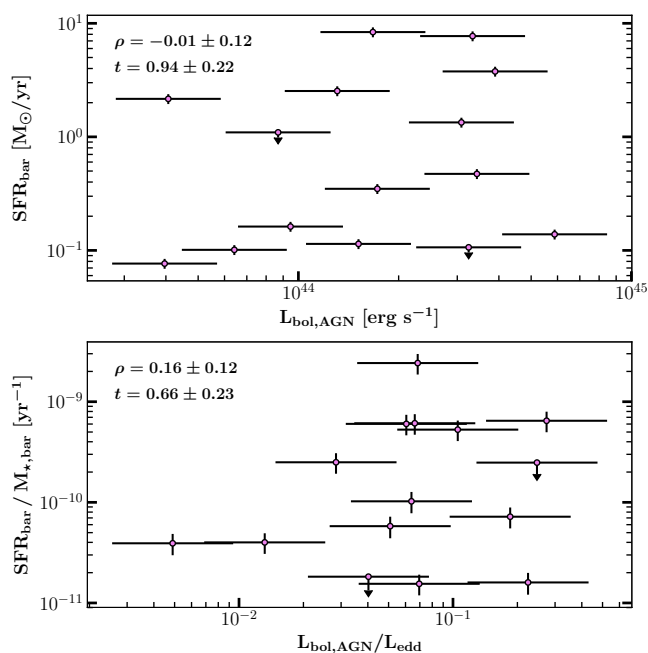 ρ = −0.01 ± 0.12
t = 0.94 ± 0.22
SFR_bar [M_⊙/yr]
10^1
10^0
10^−1
10^44
10^45
L_bol,AGN [erg s^−1]
ρ = 0.16 ± 0.12
t = 0.66 ± 0.23
SFR_bar / M_⋆,bar [yr^−1]
10^−9
10^−10
10^−11
10^−2
10^−1
L_bol,AGN/L_edd